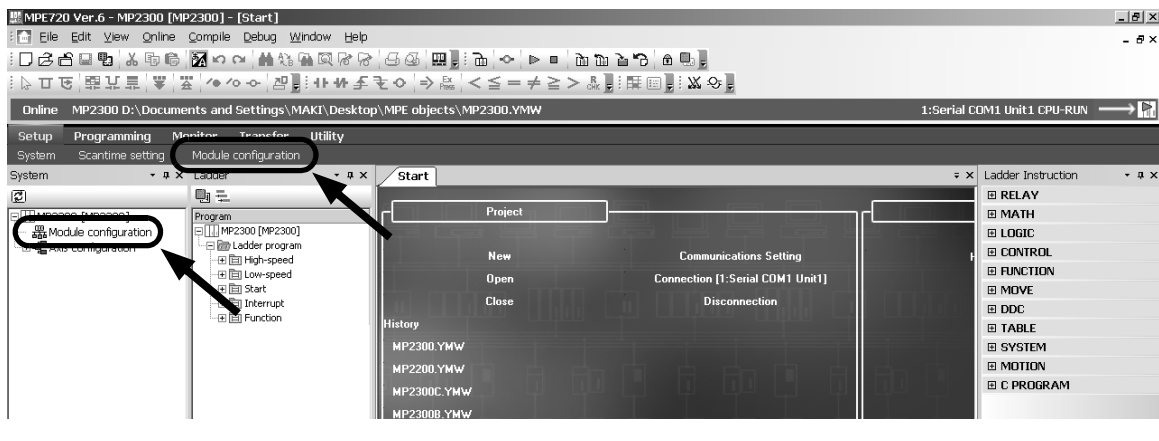 MPE720 Ver.6 - MP2300 [MP2300] - [Start]
File Edit View Online Compile Debug Window Help
Online MP2300 D:\Documents and Settings\MAKI\Desktop\MPE objects\MP2300.YMW 1:Serial COM1 Unit1 CPU-RUN
Setup Programming Monitor Transfer Utility
System Scantime setting Module configuration
System
MP2300 [MP2300]
Module configuration
Axis configuration
Ladder
Program
MP2300 [MP2300]
Ladder program
High-speed
Low-speed
Start
Interrupt
Function
Start
Project
New
Open
Close
Communications Setting
Connection [1:Serial COM1 Unit1]
Disconnection
History
MP2300.YMW
MP2200.YMW
MP2300C.YMW
MP2300B.YMW
Ladder Instruction
RELAY
MATH
LOGIC
CONTROL
FUNCTION
MOVE
DDC
TABLE
SYSTEM
MOTION
C PROGRAM